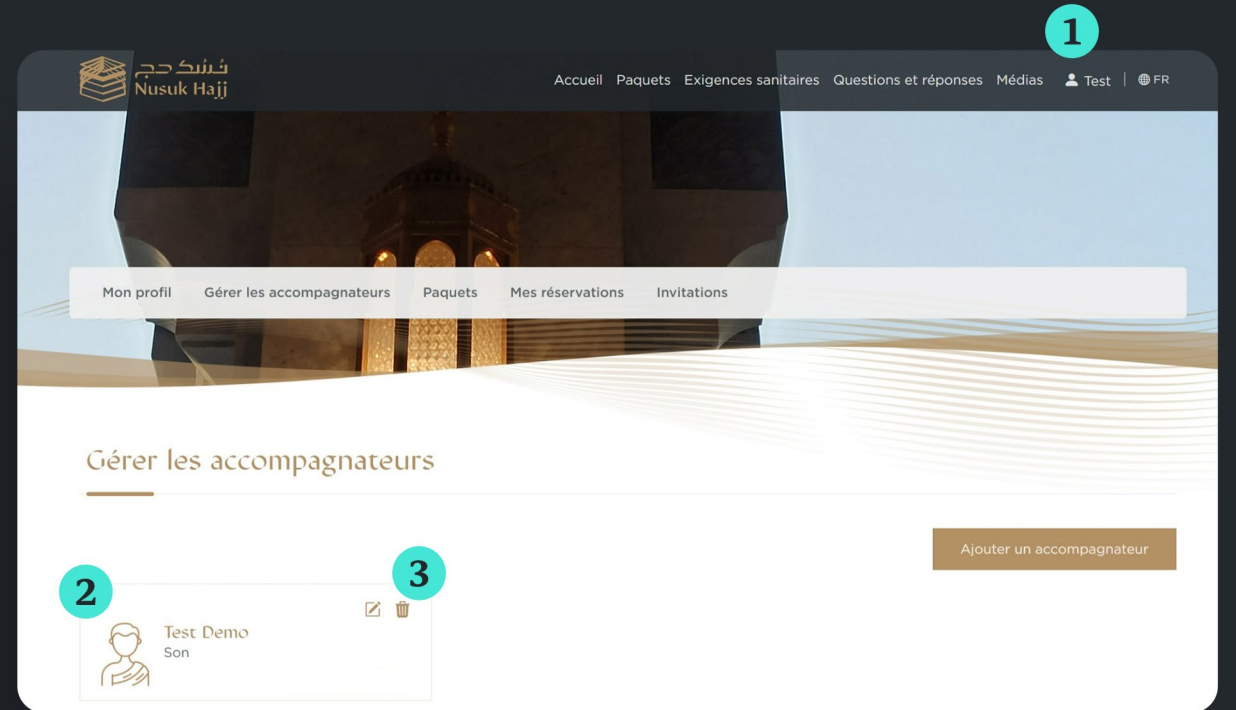 1
نُسُك حج
Nusuk Hajj
Accueil Paquets Exigences sanitaires Questions et réponses Médias Test | FR
Mon profil Gérer les accompagnateurs Paquets Mes réservations Invitations
Gérer les accompagnateurs
Ajouter un accompagnateur
2
3
Test Demo
Son